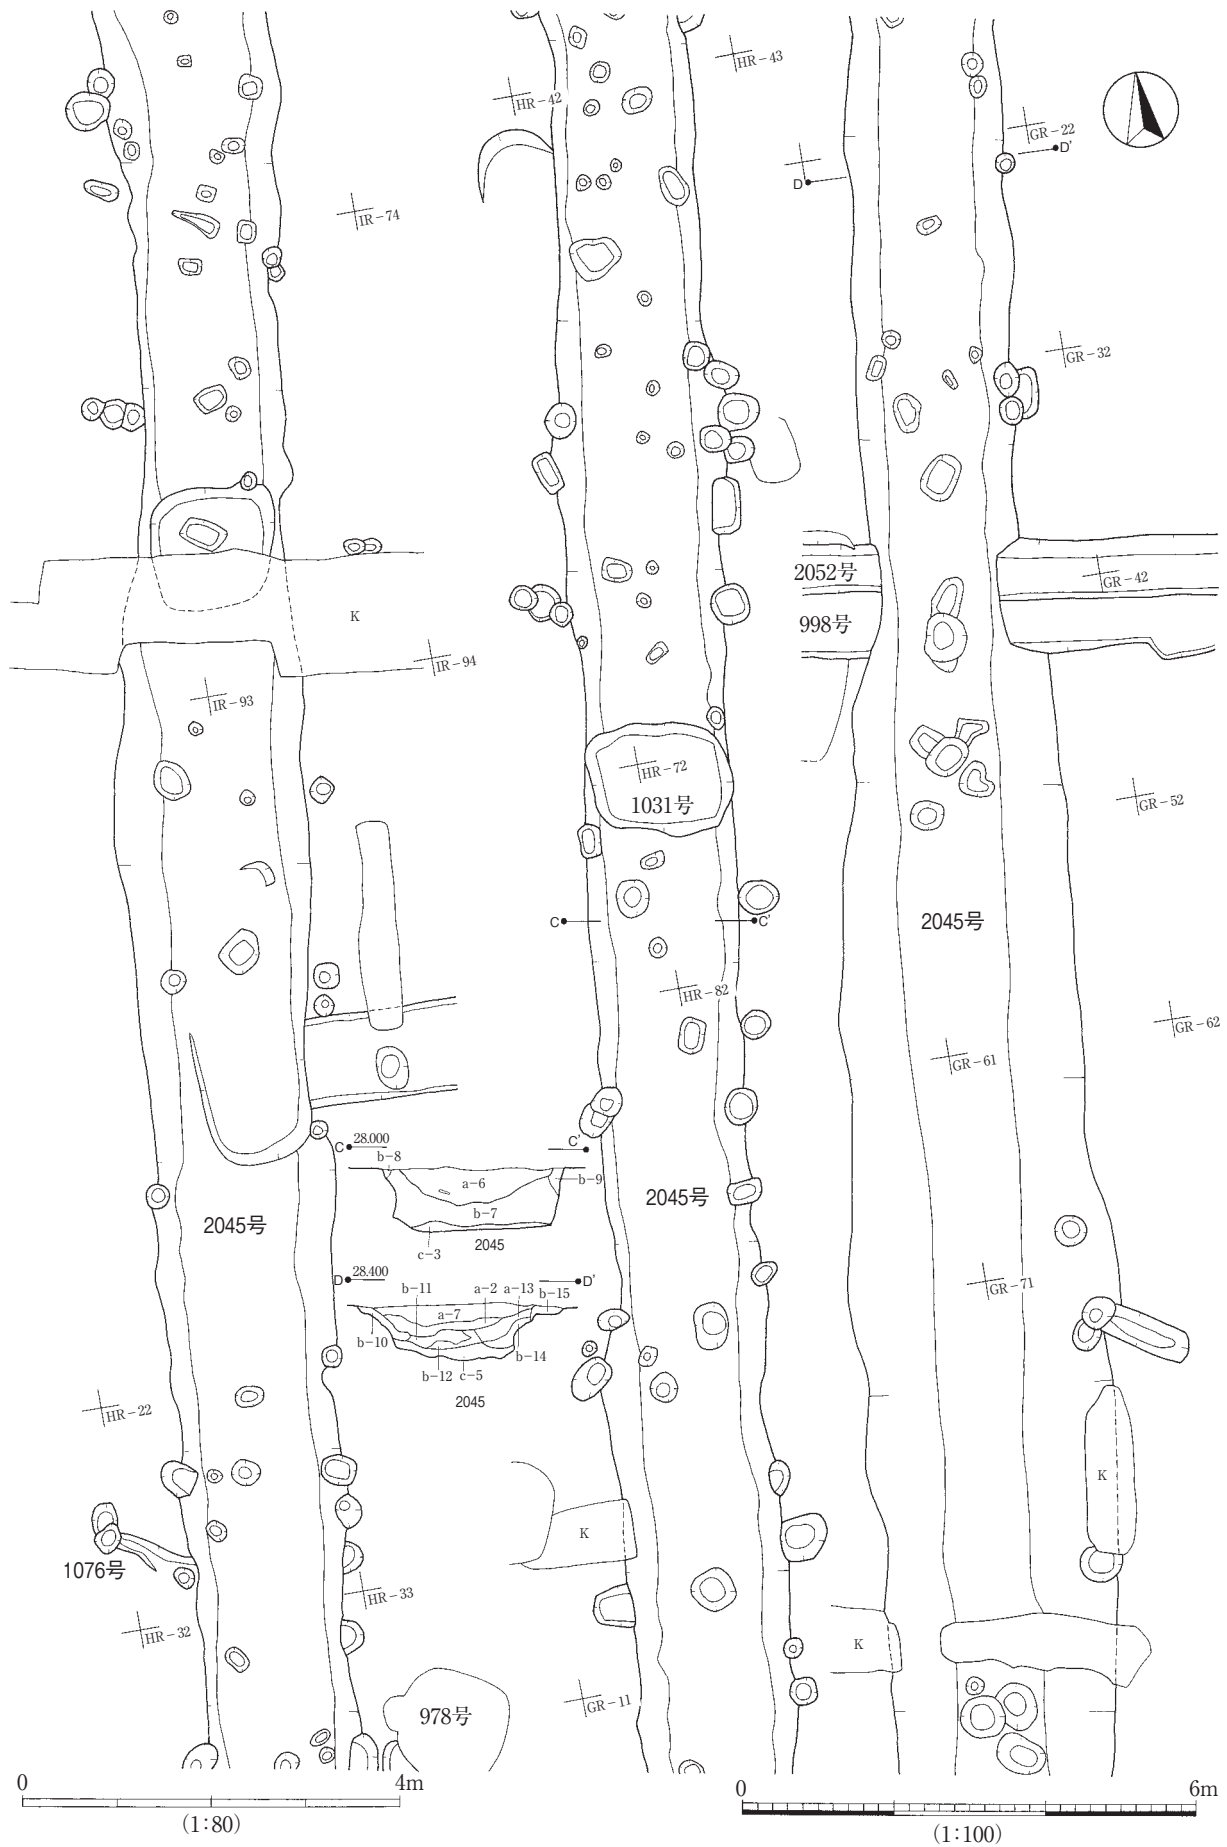 HR-43
HR-42
GR-22
D'
D
IR-74
GR-32
2052号
GR-42
998号
K
IR-94
IR-93
HR-72
1031号
GR-52
C
C'
2045号
HR-82
GR-62
GR-61
C 28.000
C'
b-8
a-6
b-9
b-7
c-3
2045
2045号
2045号
D 28.400
D'
b-11
a-2
a-13
b-15
a-7
b-10
b-14
b-12
c-5
2045
GR-71
HR-22
K
K
1076号
HR-33
HR-32
K
GR-11
978号
0 4m
(1:80)
0 6m
(1:100)